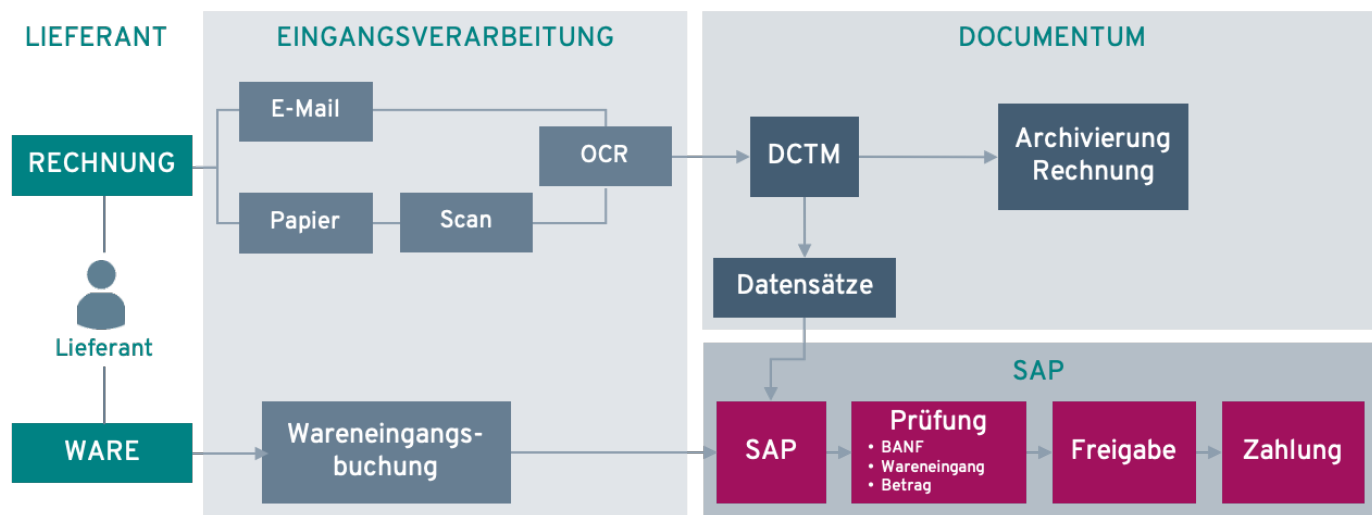 LIEFERANT
EINGANGSVERARBEITUNG
DOCUMENTUM
E-Mail
RECHNUNG
OCR
DCTM
Archivierung
Rechnung
Papier
Scan
Datensätze
Lieferant
SAP
WARE
Wareneingangs-
buchung
SAP
Prüfung
• BANF
• Wareneingang
• Betrag
Freigabe
Zahlung